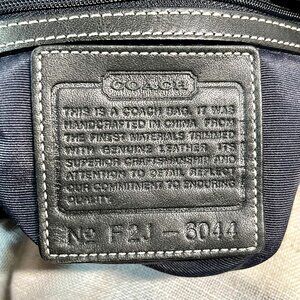 COACH
THIS IS A COACH BAG. IT WAS
HANDCRAFTED IN CHINA FROM
THE FINEST MATERIALS TRIMMED
WITH GENUINE LEATHER. ITS
SUPERIOR CRAFTSMANSHIP AND
ATTENTION TO DETAIL REFLECT
OUR COMMITMENT TO ENDURING
QUALITY.
No F2J-6044